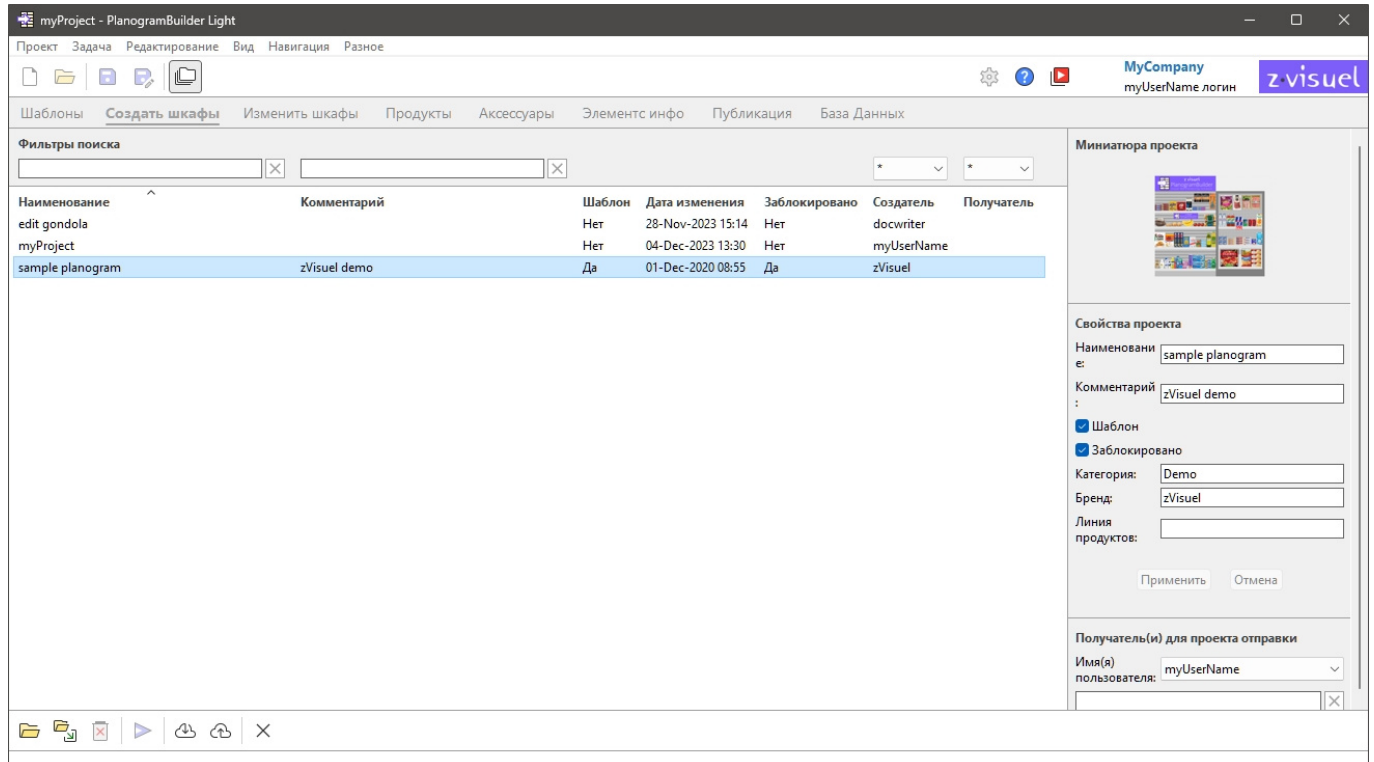 myProject - PlanogramBuilder Light
Проект Задача Редактирование Вид Навигация Разное
MyCompany
myUserName логин
z·visuel
Шаблоны Создать шкафы Изменить шкафы Продукты Аксессуары Элементс инфо Публикация База Данных
Фильтры поиска
* *
Наименование Комментарий Шаблон Дата изменения Заблокировано Создатель Получатель
edit gondola Нет 28-Nov-2023 15:14 Нет docwriter
myProject Нет 04-Dec-2023 13:30 Нет myUserName
sample planogram zVisuel demo Да 01-Dec-2020 08:55 Да zVisuel
Миниатюра проекта
Свойства проекта
Наименовани
е:
sample planogram
Комментарий
:
zVisuel demo
Шаблон
Заблокировано
Категория: Demo
Бренд: zVisuel
Линия
продуктов:
Применить Отмена
Получатель(и) для проекта отправки
Имя(я)
пользователя:
myUserName